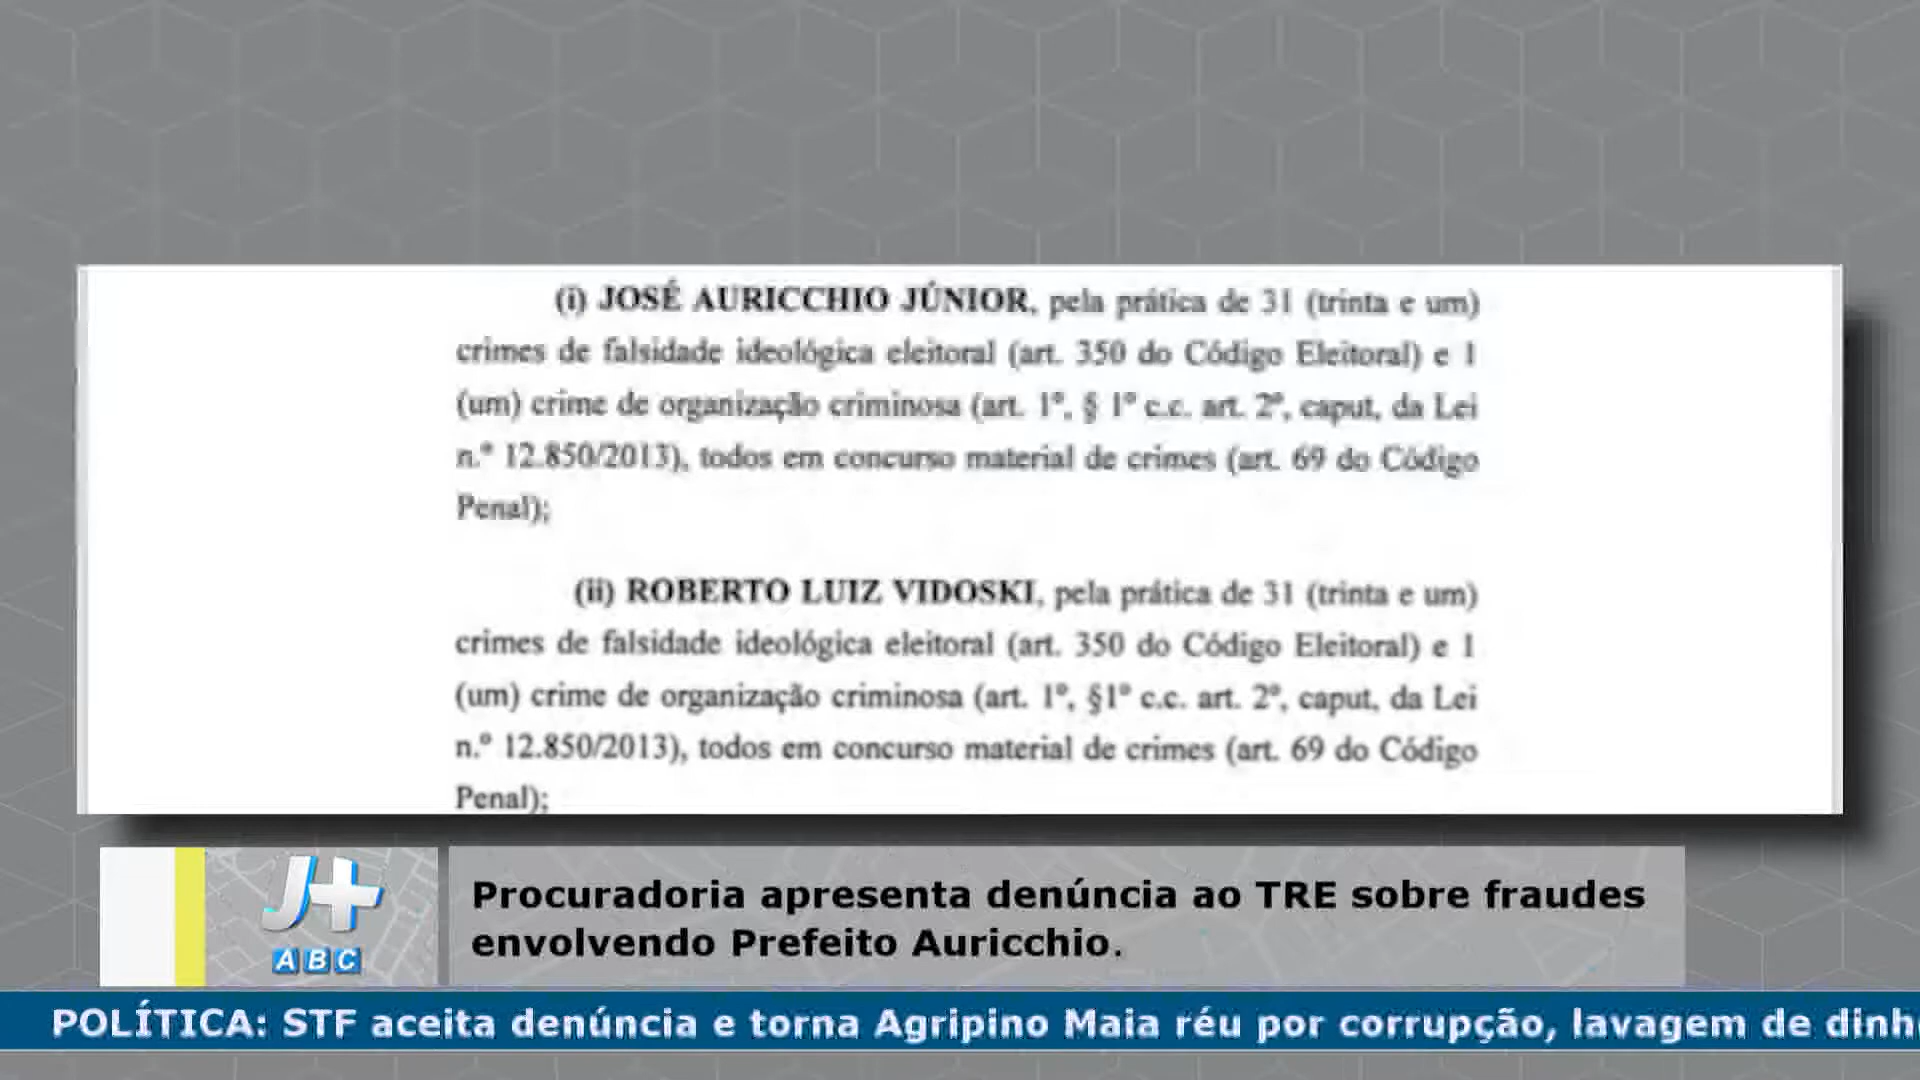 (i) JOSÉ AURICCHIO JÚNIOR, pela prática de 31 (trinta e um)
crimes de falsidade ideológica eleitoral (art. 350 do Código Eleitoral) e 1
(um) crime de organização criminosa (art. 1º, § 1º c.c. art. 2º, caput, da Lei
n.º 12.850/2013), todos em concurso material de crimes (art. 69 do Código
Penal);
(ii) ROBERTO LUIZ VIDOSKI, pela prática de 31 (trinta e um)
crimes de falsidade ideológica eleitoral (art. 350 do Código Eleitoral) e 1
(um) crime de organização criminosa (art. 1º, §1º c.c. art. 2º, caput, da Lei
n.º 12.850/2013), todos em concurso material de crimes (art. 69 do Código
Penal);
J+
ABC
Procuradoria apresenta denúncia ao TRE sobre fraudes
envolvendo Prefeito Auricchio.
POLÍTICA: STF aceita denúncia e torna Agripino Maia réu por corrupção, lavagem de dinh